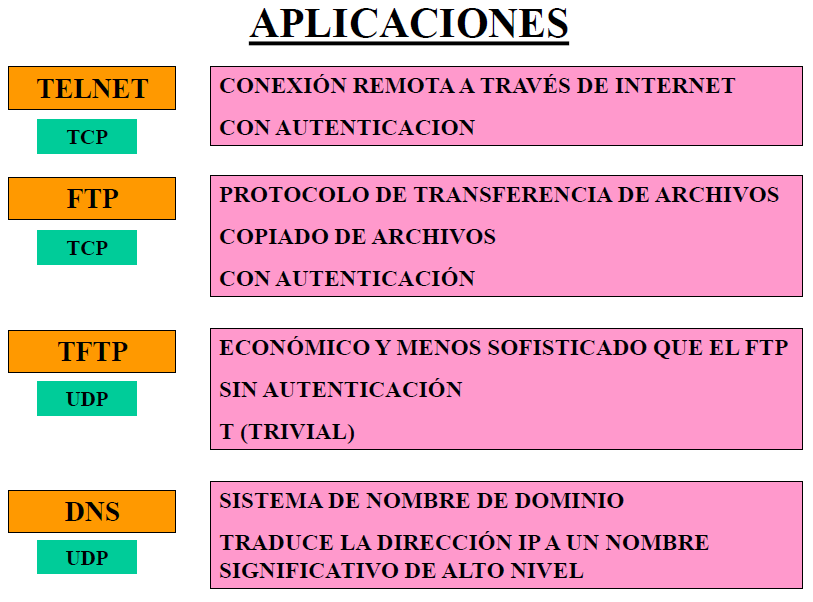 APLICACIONES
TELNET
TCP
CONEXIÓN REMOTA A TRAVÉS DE INTERNET
CON AUTENTICACION
FTP
TCP
PROTOCOLO DE TRANSFERENCIA DE ARCHIVOS
COPIADO DE ARCHIVOS
CON AUTENTICACIÓN
TFTP
UDP
ECONÓMICO Y MENOS SOFISTICADO QUE EL FTP
SIN AUTENTICACIÓN
T (TRIVIAL)
DNS
UDP
SISTEMA DE NOMBRE DE DOMINIO
TRADUCE LA DIRECCIÓN IP A UN NOMBRE
SIGNIFICATIVO DE ALTO NIVEL